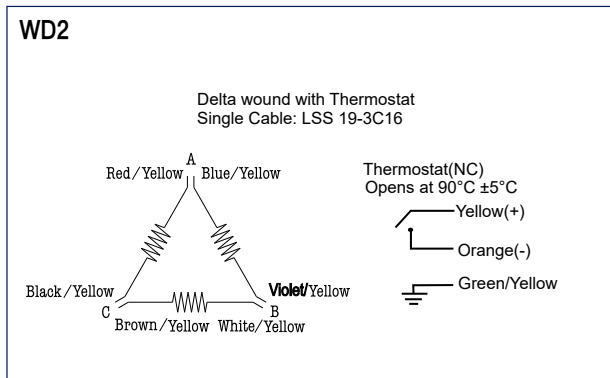 WD2
Delta wound with Thermostat
Single Cable: LSS 19-3C16
A
Red/Yellow Blue/Yellow
Thermostat(NC)
Opens at 90°C ±5°C
Yellow(+)
Orange(-)
Green/Yellow
Black/Yellow
Violet/Yellow
C
B
Brown/Yellow White/Yellow